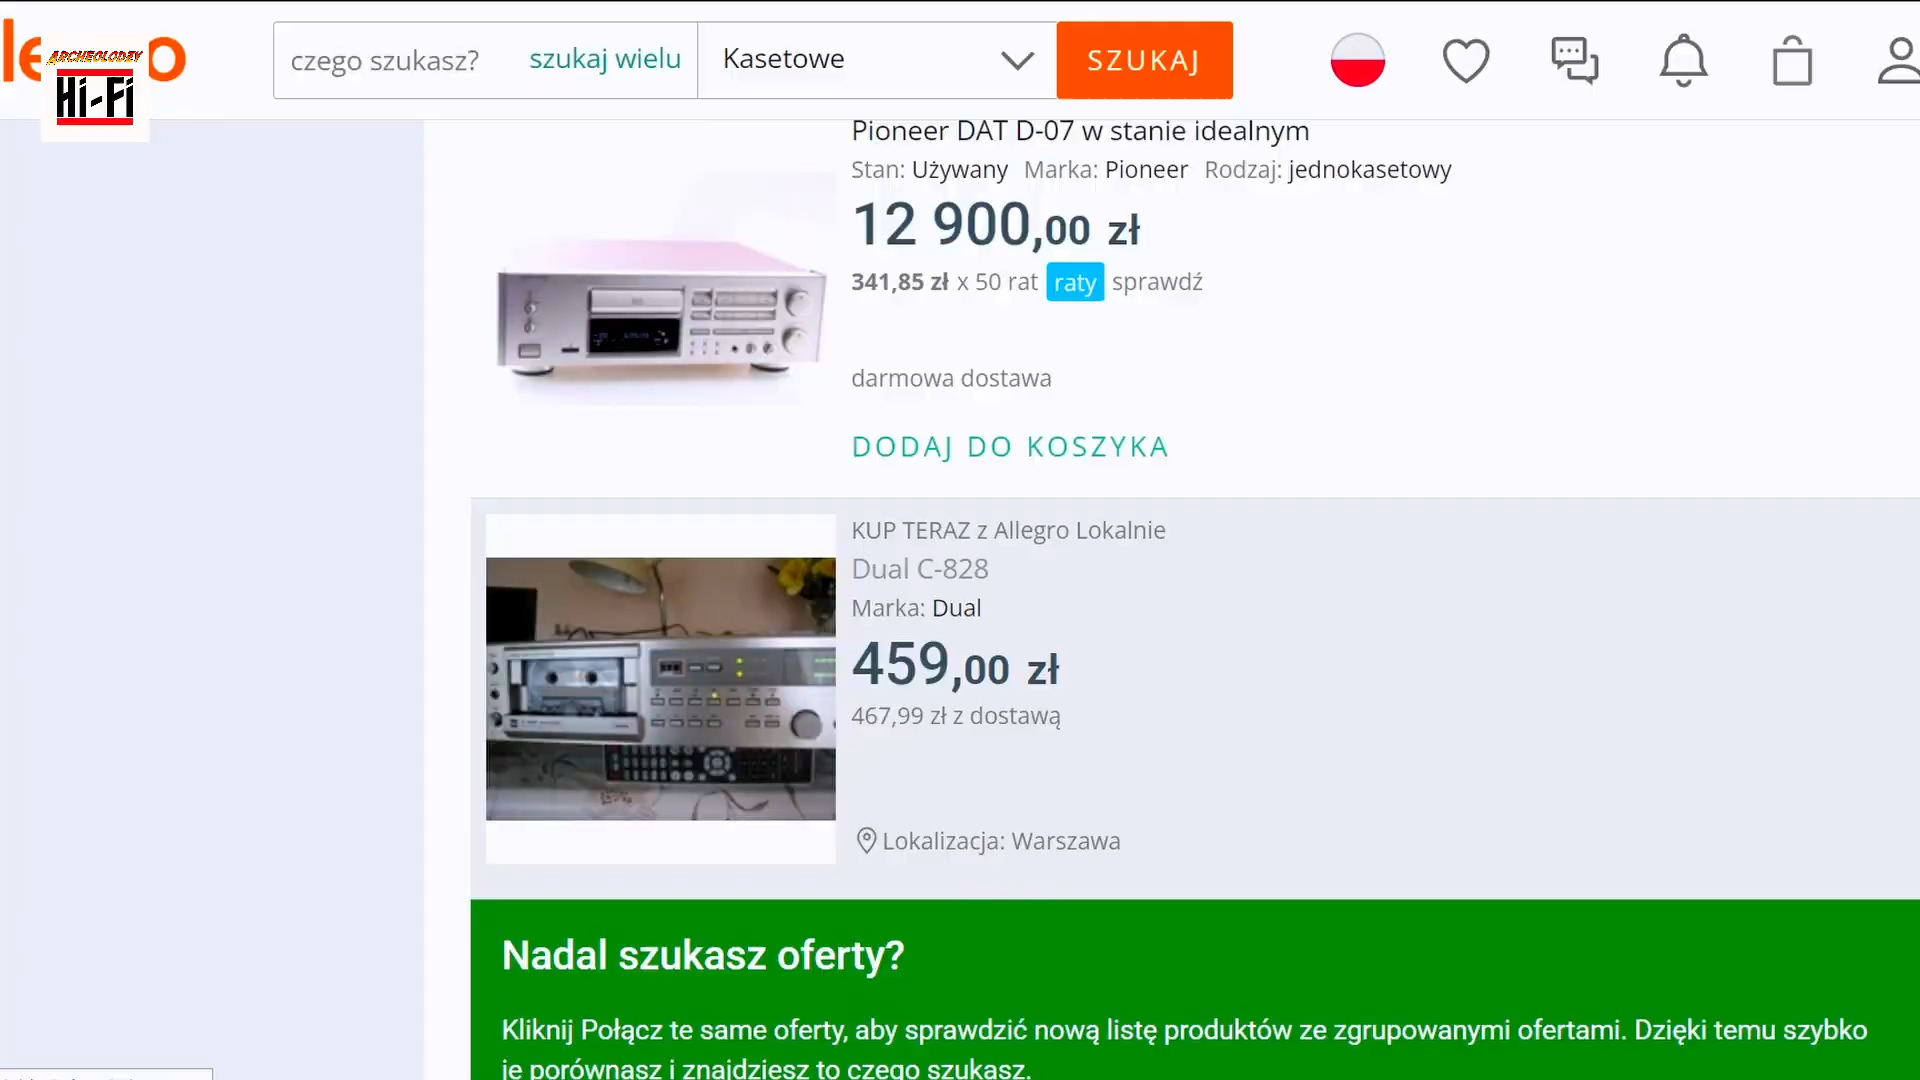 ARCHEOLODZY
Hi-Fi
czego szukasz? szukaj wielu Kasetowe SZUKAJ
Pioneer DAT D-07 w stanie idealnym
Stan: Używany Marka: Pioneer Rodzaj: jednokasetowy
12 900,00 zł
341,85 zł x 50 rat raty sprawdź
darmowa dostawa
DODAJ DO KOSZYKA
KUP TERAZ z Allegro Lokalnie
Dual C-828
Marka: Dual
459,00 zł
467,99 zł z dostawą
Lokalizacja: Warszawa
Nadal szukasz oferty?
Kliknij Połącz te same oferty, aby sprawdzić nową listę produktów ze zgrupowanymi ofertami. Dzięki temu szybko
je porównasz i znajdziesz to czego szukasz.